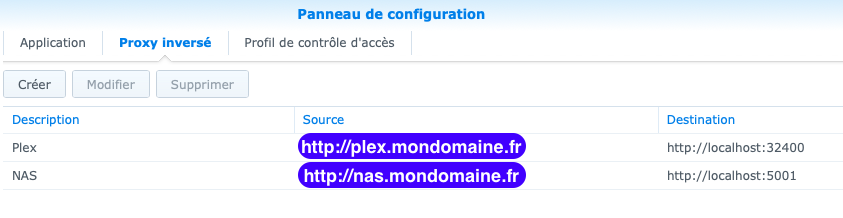 Panneau de configuration
Application Proxy inversé Profil de contrôle d'accès
Créer Modifier Supprimer
Description Source Destination
Plex http://plex.mondomaine.fr http://localhost:32400
NAS http://nas.mondomaine.fr http://localhost:5001